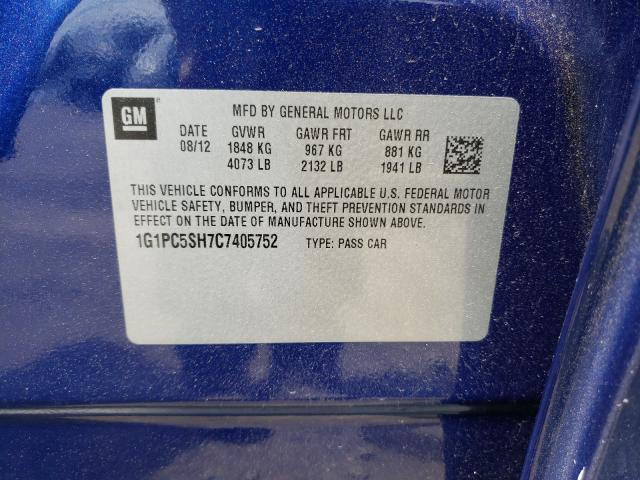 GM
MFD BY GENERAL MOTORS LLC
DATE GVWR GAWR FRT GAWR RR
08/12 1848 KG 967 KG 881 KG
4073 LB 2132 LB 1941 LB
THIS VEHICLE CONFORMS TO ALL APPLICABLE U.S. FEDERAL MOTOR
VEHICLE SAFETY, BUMPER, AND THEFT PREVENTION STANDARDS IN
EFFECT ON THE DATE OF MANUFACTURE SHOWN ABOVE.
1G1PC5SH7C7405752 TYPE: PASS CAR